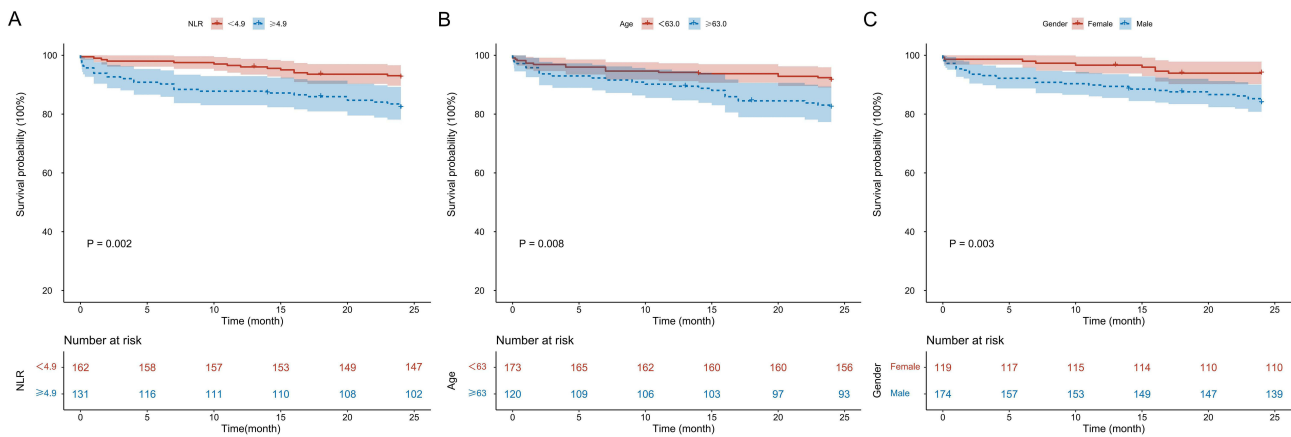 A
NLR <4.9 ≥4.9
Survival probability (100%)
100
80
60
40
20
P = 0.002
0 5 10 15 20 25
Time (month)
Number at risk
NLR
<4.9 162 158 157 153 149 147
≥4.9 131 116 111 110 108 102
0 5 10 15 20 25
Time(month)
B
Age <63.0 ≥63.0
Survival probability (100%)
100
80
60
40
20
P = 0.008
0 5 10 15 20 25
Time (month)
Number at risk
Age
<63 173 165 162 160 160 156
≥63 120 109 106 103 97 93
0 5 10 15 20 25
Time (month)
C
Gender Female Male
Survival probability (100%)
100
80
60
40
20
P = 0.003
0 5 10 15 20 25
Time (month)
Number at risk
Gender
Female 119 117 115 114 110 110
Male 174 157 153 149 147 139
0 5 10 15 20 25
Time (month)